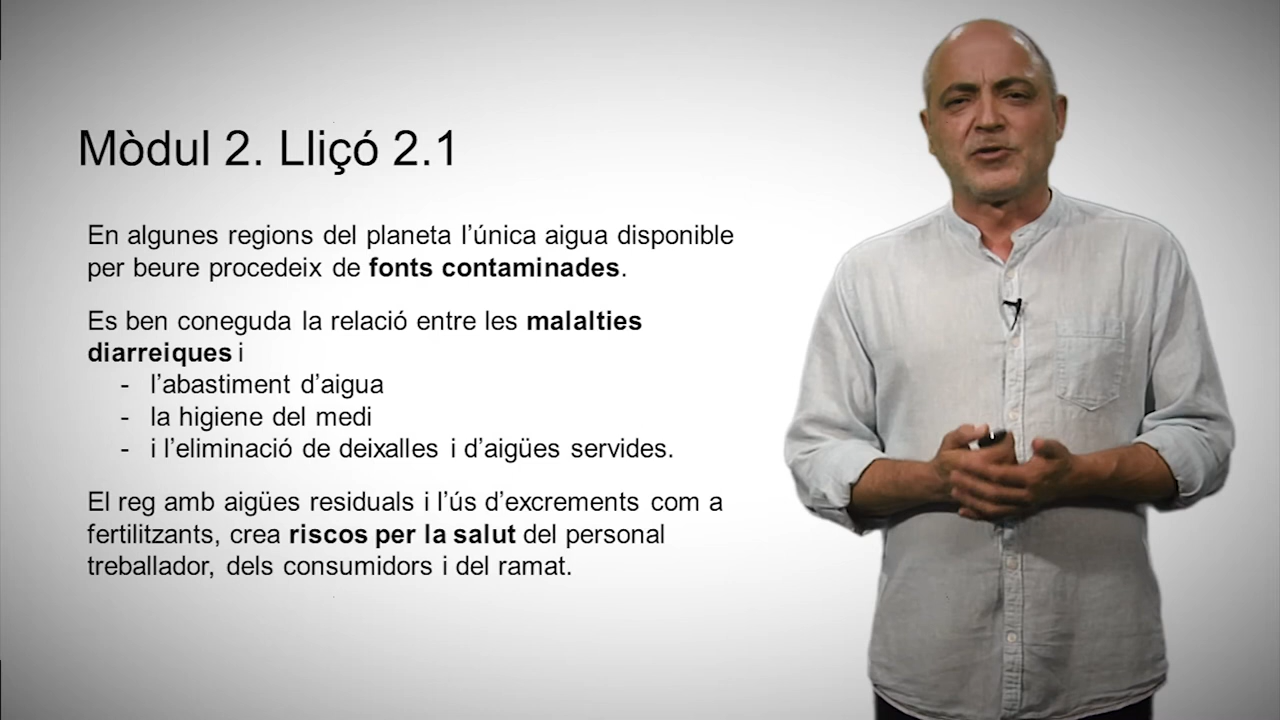 Mòdul 2. Lliçó 2.1
En algunes regions del planeta l’única aigua disponible
per beure procedeix de fonts contaminades.
Es ben coneguda la relació entre les malalties
diarreiques i
- l’abastiment d’aigua
- la higiene del medi
- i l’eliminació de deixalles i d’aigües servides.
El reg amb aigües residuals i l’ús d’excrements com a
fertilitzants, crea riscos per la salut del personal
treballador, dels consumidors i del ramat.